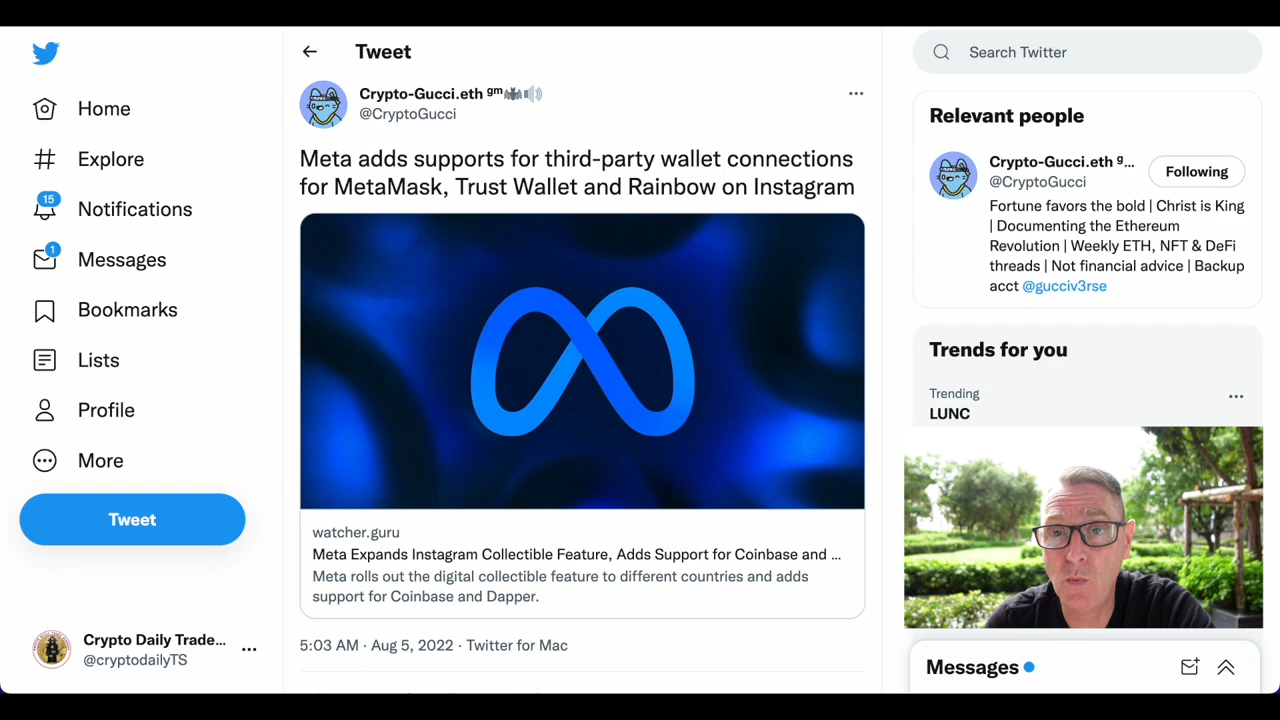 Home
Explore
15
Notifications
1
Messages
Bookmarks
Lists
Profile
More
Tweet
Crypto Daily Trade...
@cryptodailyTS
Tweet
Crypto-Gucci.eth gm
@CryptoGucci
Meta adds supports for third-party wallet connections
for MetaMask, Trust Wallet and Rainbow on Instagram
watcher.guru
Meta Expands Instagram Collectible Feature, Adds Support for Coinbase and ...
Meta rolls out the digital collectible feature to different countries and adds
support for Coinbase and Dapper.
5:03 AM · Aug 5, 2022 · Twitter for Mac
Search Twitter
Relevant people
Crypto-Gucci.eth g...
@CryptoGucci
Following
Fortune favors the bold | Christ is King
| Documenting the Ethereum
Revolution | Weekly ETH, NFT & DeFi
threads | Not financial advice | Backup
acct @gucciv3rse
Trends for you
Trending
LUNC
Messages